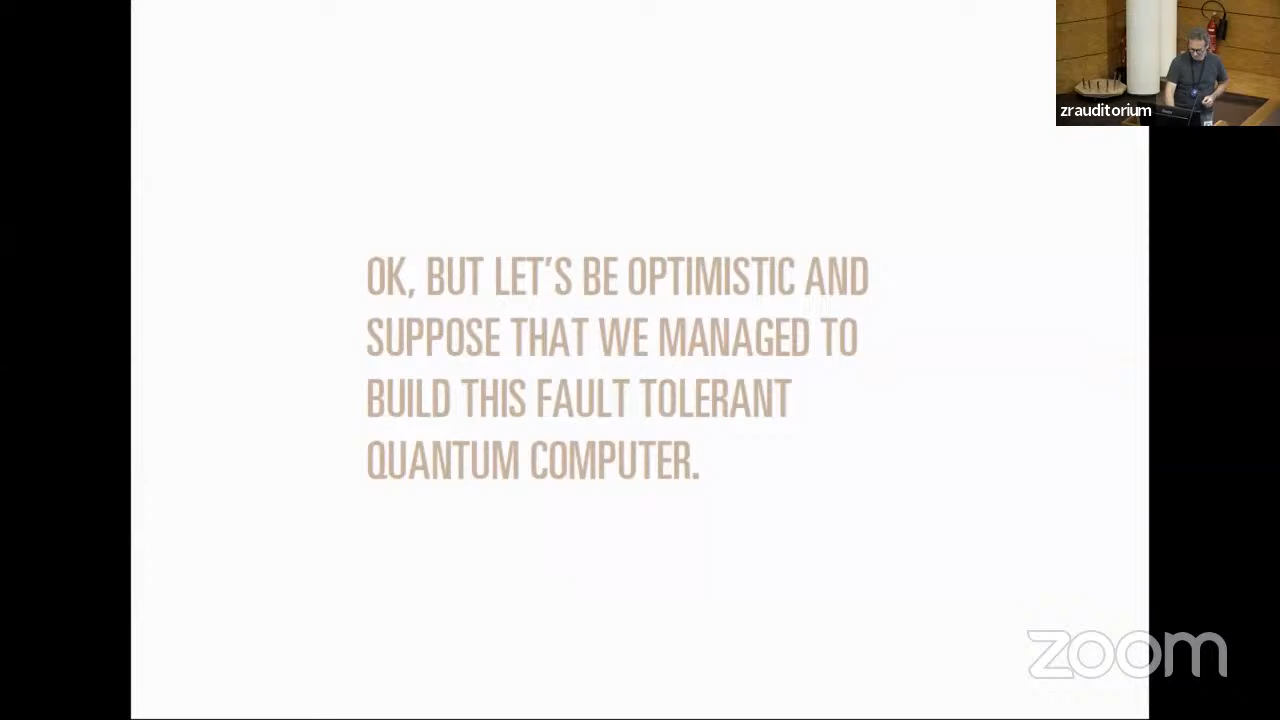 zrauditorium
OK, BUT LET'S BE OPTIMISTIC AND
SUPPOSE THAT WE MANAGED TO
BUILD THIS FAULT TOLERANT
QUANTUM COMPUTER.
zoom